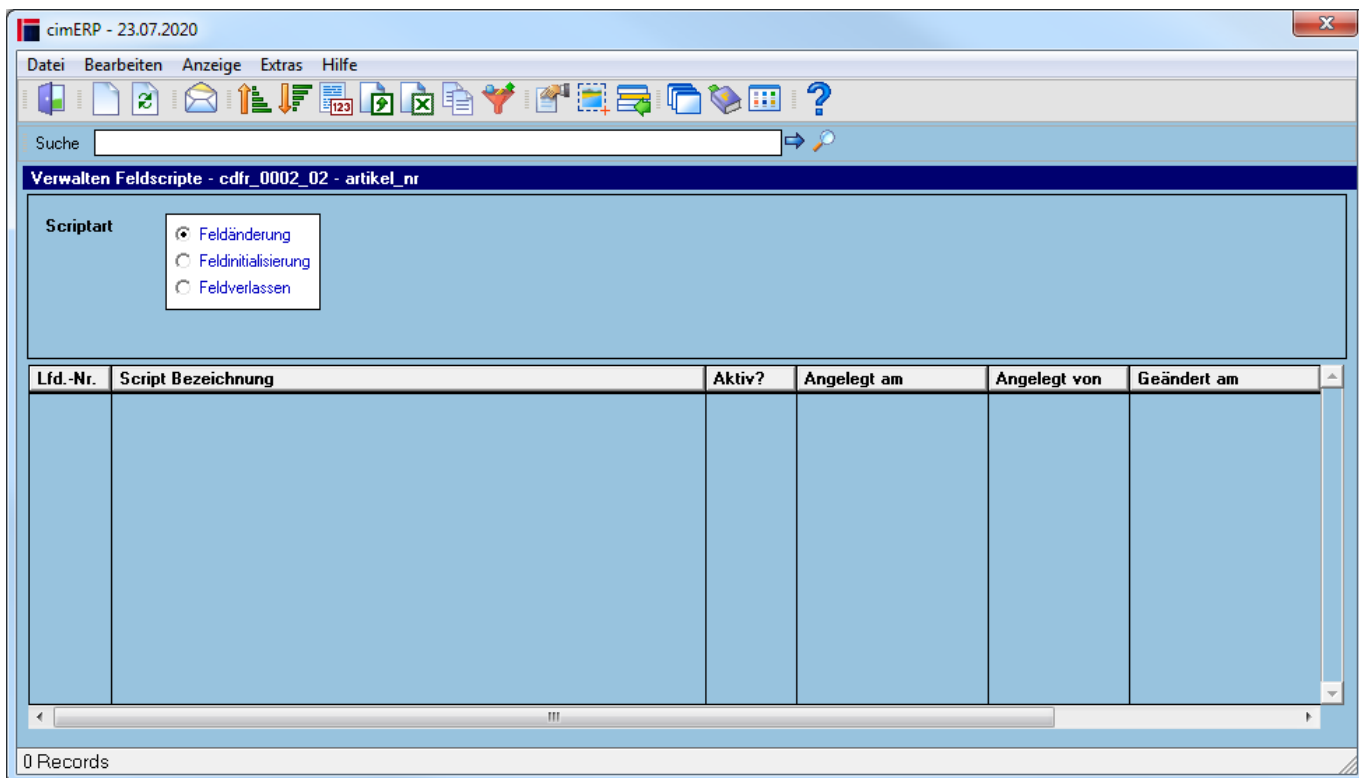 cimERP - 23.07.2020
Datei Bearbeiten Anzeige Extras Hilfe
123
Suche
Verwalten Feldscripte - cdfr_0002_02 - artikel_nr
Scriptart
Feldänderung
Feldinitialisierung
Feldverlassen
Lfd.-Nr. Script Bezeichnung Aktiv? Angelegt am Angelegt von Geändert am
0 Records